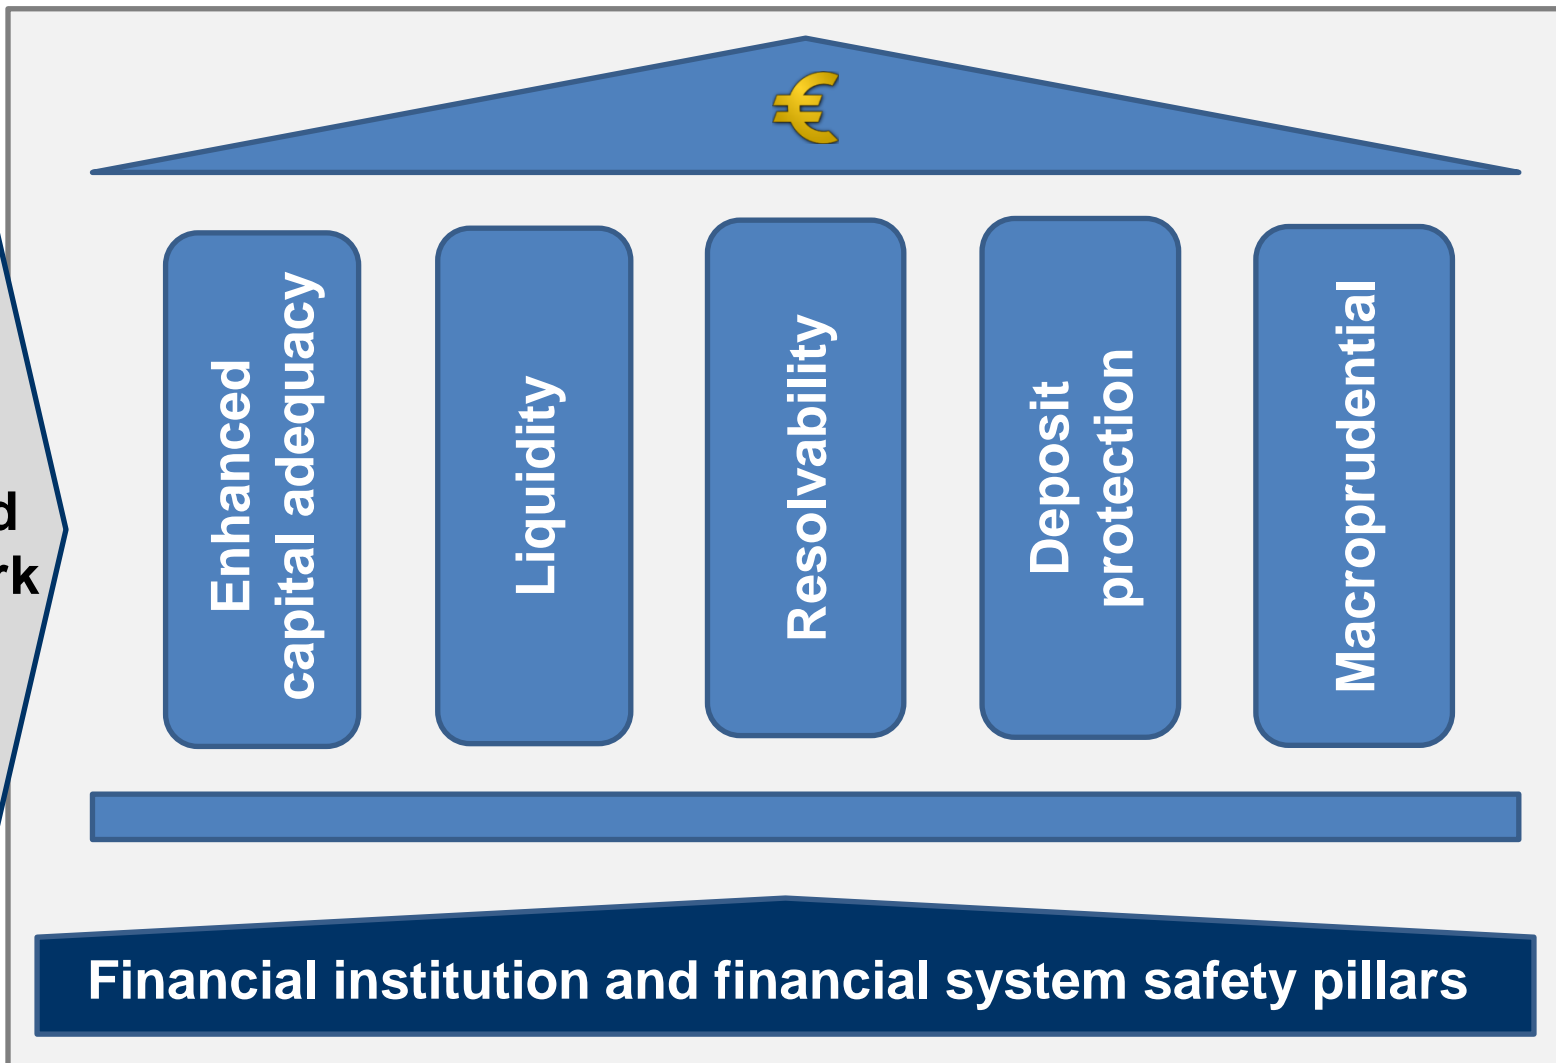 €
Enhanced
capital adequacy
Liquidity
Resolvability
Deposit
protection
Macroprudential
Financial institution and financial system safety pillars